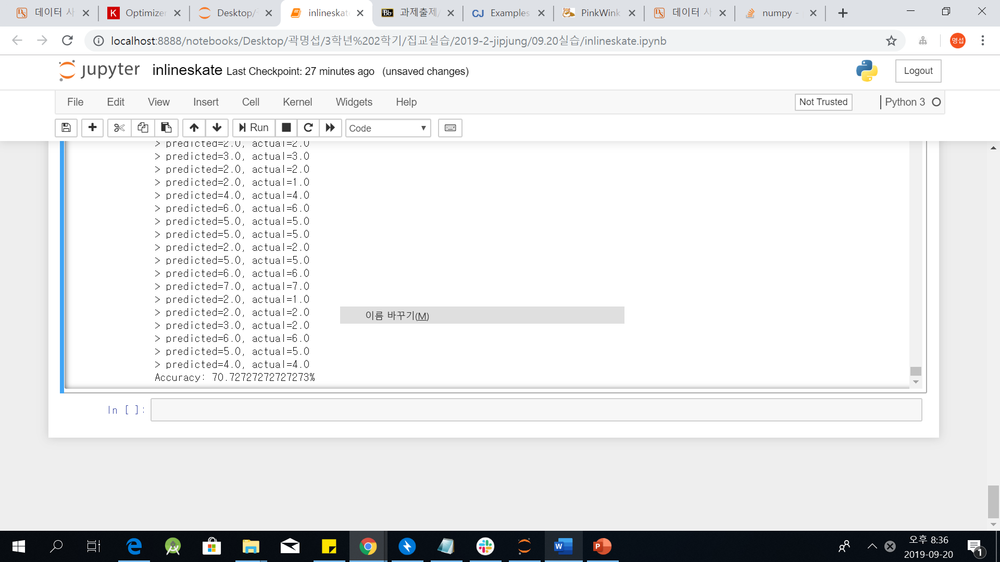 데이터 사
Optimize
Desktop/
inlineskat
과제출제/
Examples
PinkWink
데이터 사
numpy -
localhost:8888/notebooks/Desktop/곽명섭/3학년%202학기/집교실습/2019-2-jipjung/09.20실습/inlineskate.ipynb
명섭
jupyter inlineskate Last Checkpoint: 27 minutes ago (unsaved changes)
Logout
File Edit View Insert Cell Kernel Widgets Help
Not Trusted
Python 3
Run
Code
> predicted=2.0, actual=2.0
> predicted=3.0, actual=3.0
> predicted=2.0, actual=2.0
> predicted=2.0, actual=1.0
> predicted=4.0, actual=4.0
> predicted=6.0, actual=6.0
> predicted=5.0, actual=5.0
> predicted=5.0, actual=5.0
> predicted=2.0, actual=2.0
> predicted=5.0, actual=5.0
> predicted=6.0, actual=6.0
> predicted=7.0, actual=7.0
> predicted=2.0, actual=1.0
> predicted=2.0, actual=2.0
> predicted=3.0, actual=2.0
> predicted=6.0, actual=6.0
> predicted=5.0, actual=5.0
> predicted=4.0, actual=4.0
Accuracy: 70.72727272727273%
이름 바꾸기(M)
In [ ]:
오후 8:36
2019-09-20
1